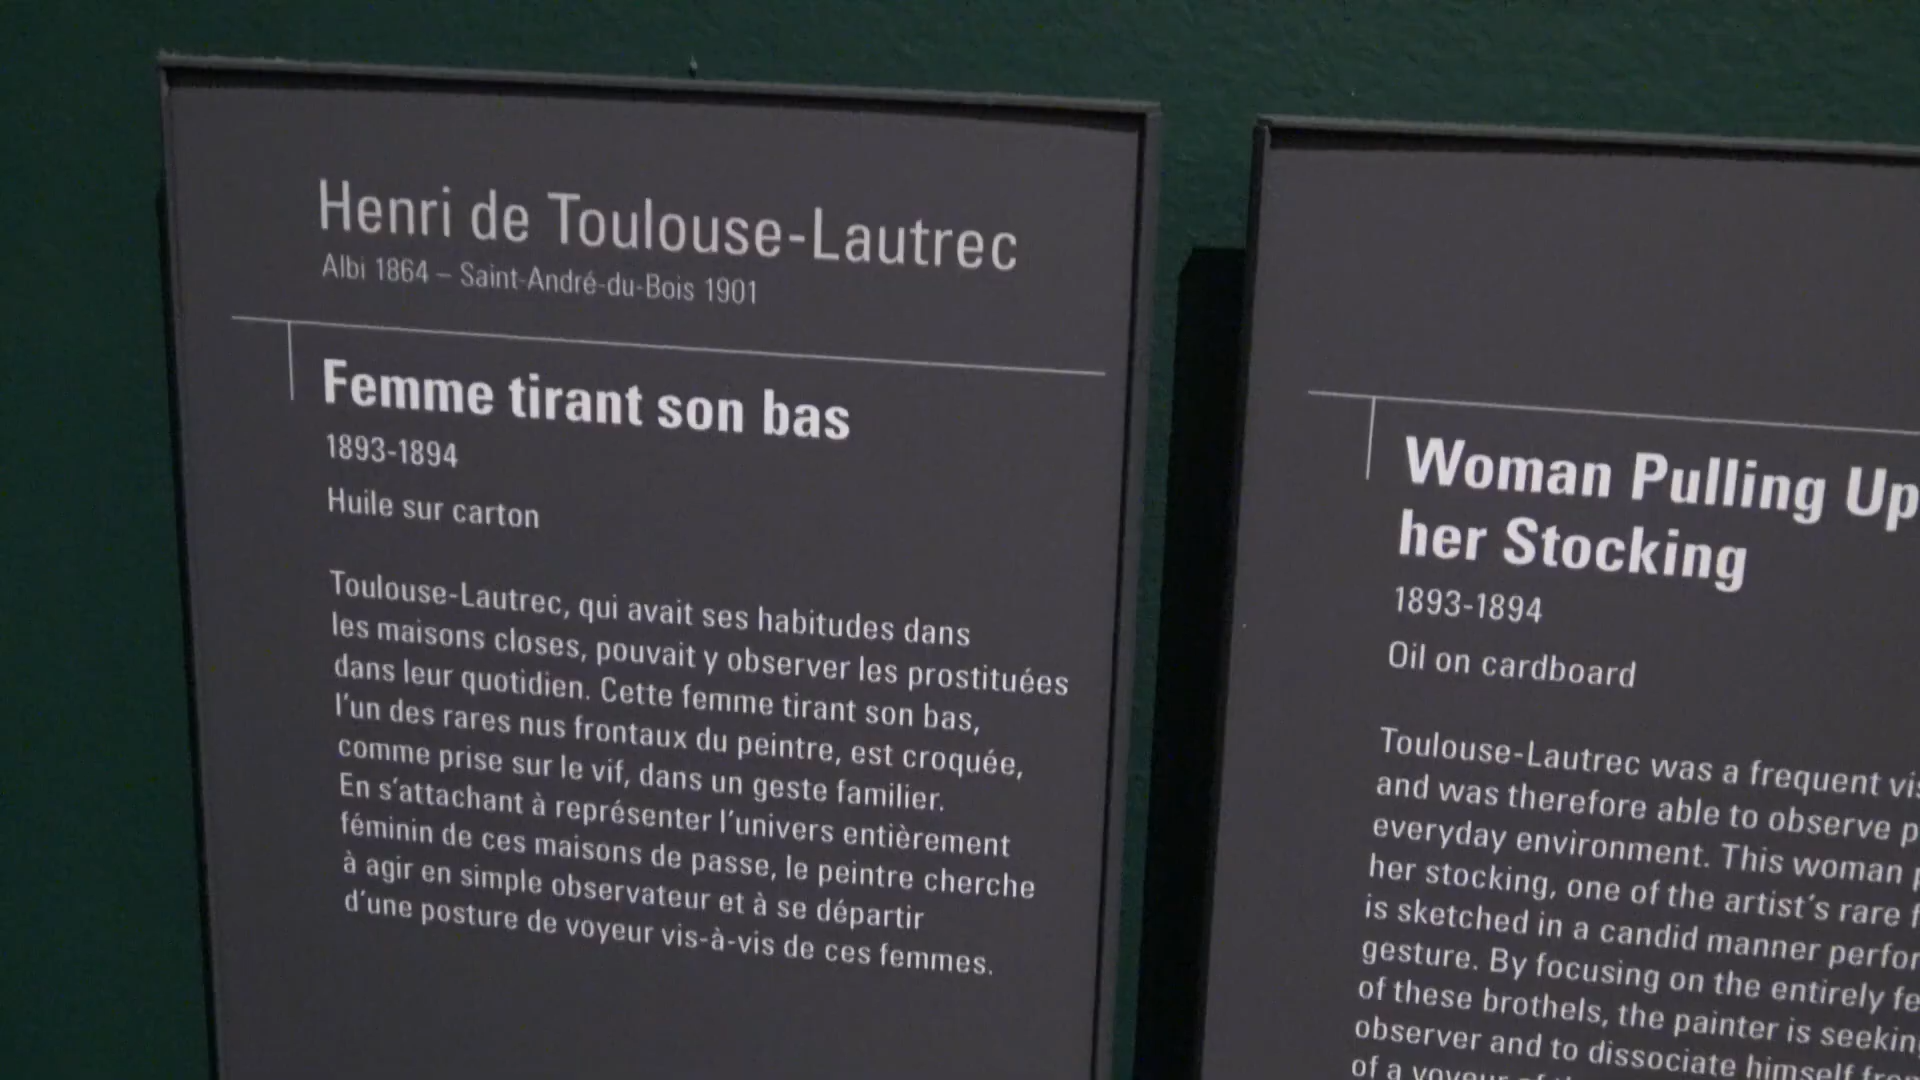 Henri de Toulouse-Lautrec
Albi 1864 – Saint-André-du-Bois 1901
Femme tirant son bas
1893-1894
Huile sur carton
Toulouse-Lautrec, qui avait ses habitudes dans
les maisons closes, pouvait y observer les prostituées
dans leur quotidien. Cette femme tirant son bas,
l'un des rares nus frontaux du peintre, est croquée,
comme prise sur le vif, dans un geste familier.
En s'attachant à représenter l'univers entièrement
féminin de ces maisons de passe, le peintre cherche
à agir en simple observateur et à se départir
d'une posture de voyeur vis-à-vis de ces femmes.
Woman Pulling Up
her Stocking
1893-1894
Oil on cardboard
Toulouse-Lautrec was a frequent
and was therefore able to observe
everyday environment. This woman
her stocking, one of the artist's rare
is sketched in a candid manner
gesture. By focusing on the entirely
of these brothels, the painter is
observer and to dissociate himself
of a